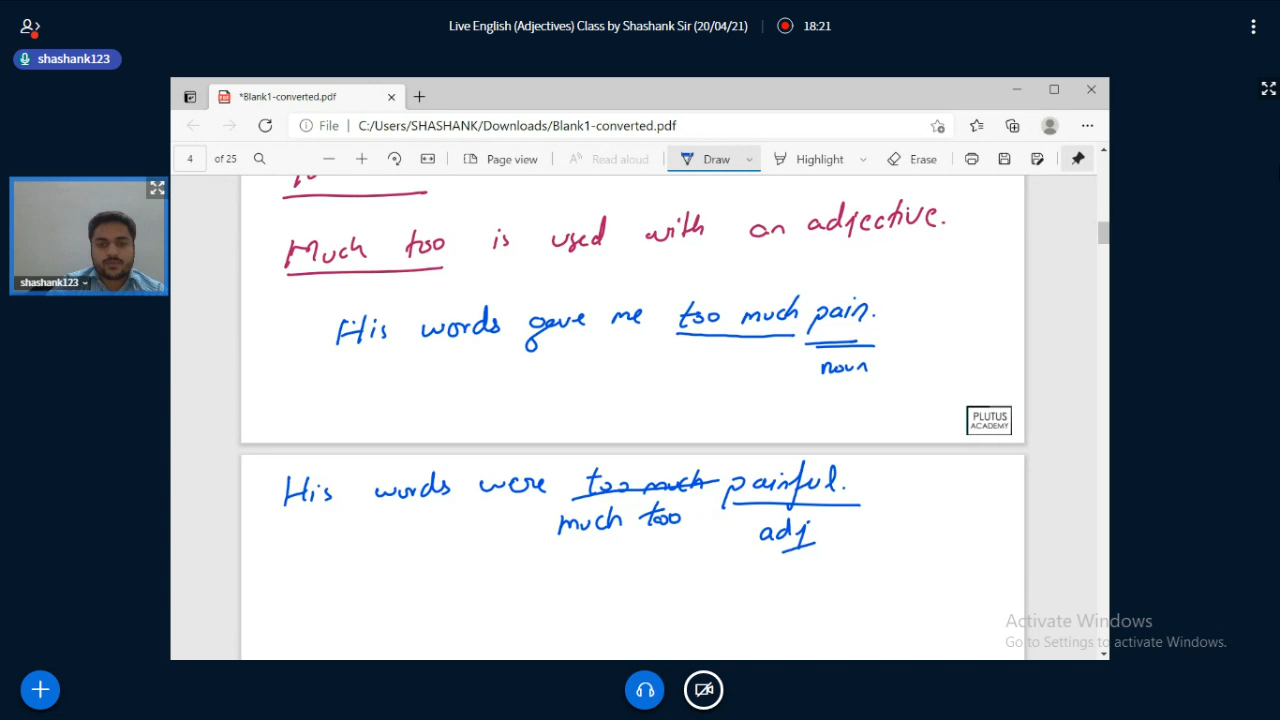 Live English (Adjectives) Class by Shashank Sir (20/04/21)
18:21
shashank123
*Blank1-converted.pdf
File
C:/Users/SHASHANK/Downloads/Blank1-converted.pdf
4 of 25
Page view
Read aloud
Draw
Highlight
Erase
shashank123
Much too is used with an adjective.
His words gave me too much pain.
noun
PLUTUS
ACADEMY
His words were too much painful.
much too
adj
Activate Windows
Go to Settings to activate Windows.